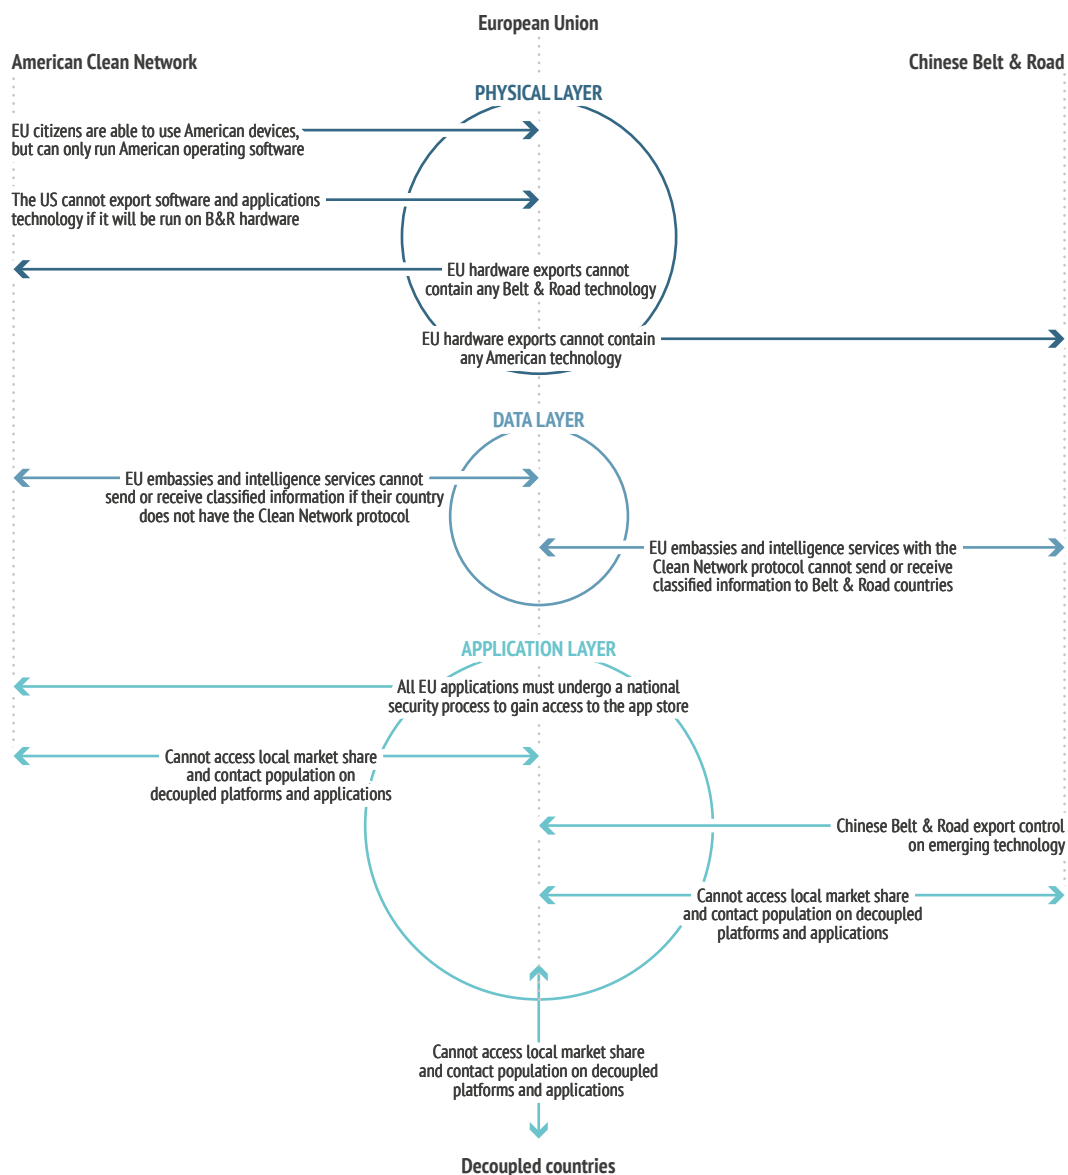 European Union
American Clean Network
Chinese Belt & Road
PHYSICAL LAYER
EU citizens are able to use American devices,
but can only run American operating software
The US cannot export software and applications
technology if it will be run on B&R hardware
EU hardware exports cannot
contain any Belt & Road technology
EU hardware exports cannot contain
any American technology
DATA LAYER
EU embassies and intelligence services cannot
send or receive classified information if their country
does not have the Clean Network protocol
EU embassies and intelligence services with the
Clean Network protocol cannot send or receive
classified information to Belt & Road countries
APPLICATION LAYER
All EU applications must undergo a national
security process to gain access to the app store
Cannot access local market share
and contact population on
decoupled platforms and applications
Chinese Belt & Road export control
on emerging technology
Cannot access local market share
and contact population on decoupled
platforms and applications
Cannot access local market share
and contact population on decoupled
platforms and applications
Decoupled countries